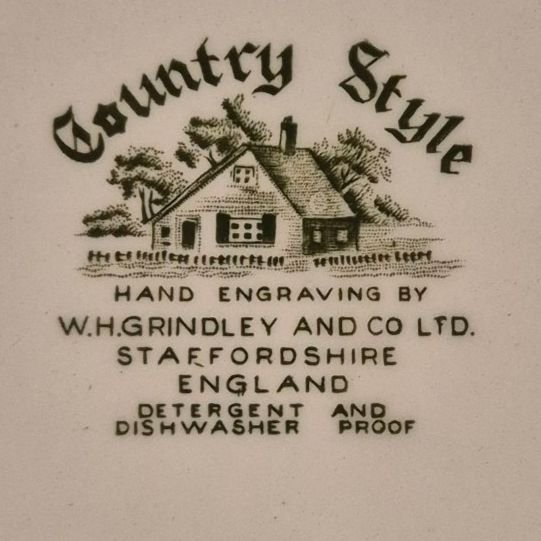 Country Style
HAND ENGRAVING BY
W.H.GRINDLEY AND CO LTD.
STAFFORDSHIRE
ENGLAND
DETERGENT AND
DISHWASHER PROOF